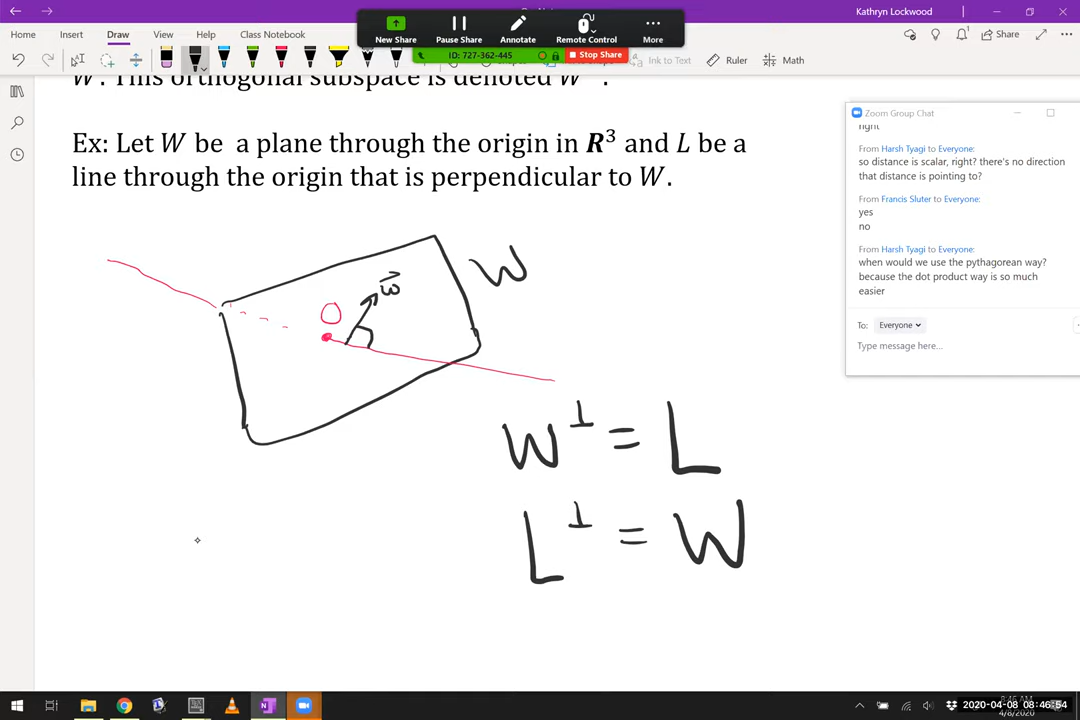 Kathryn Lockwood
New Share
Pause Share
Annotate
Remote Control
More
ID: 727-362-445
Stop Share
Home
Insert
Draw
View
Help
Class Notebook
Share
Ink to Text
Ruler
Math
W. This orthogonal subspace is denoted W
Ex: Let W be a plane through the origin in R³ and L be a
line through the origin that is perpendicular to W.
W
w⃗
O
W⊥ = L
L⊥ = W
Zoom Group Chat
right
From Harsh Tyagi to Everyone:
so distance is scalar, right? there's no direction
that distance is pointing to?
From Francis Sluter to Everyone:
yes
no
From Harsh Tyagi to Everyone:
when would we use the pythagorean way?
because the dot product way is so much
easier
To: Everyone
Type message here...
2020-04-08 08:46:54
4/8/2020